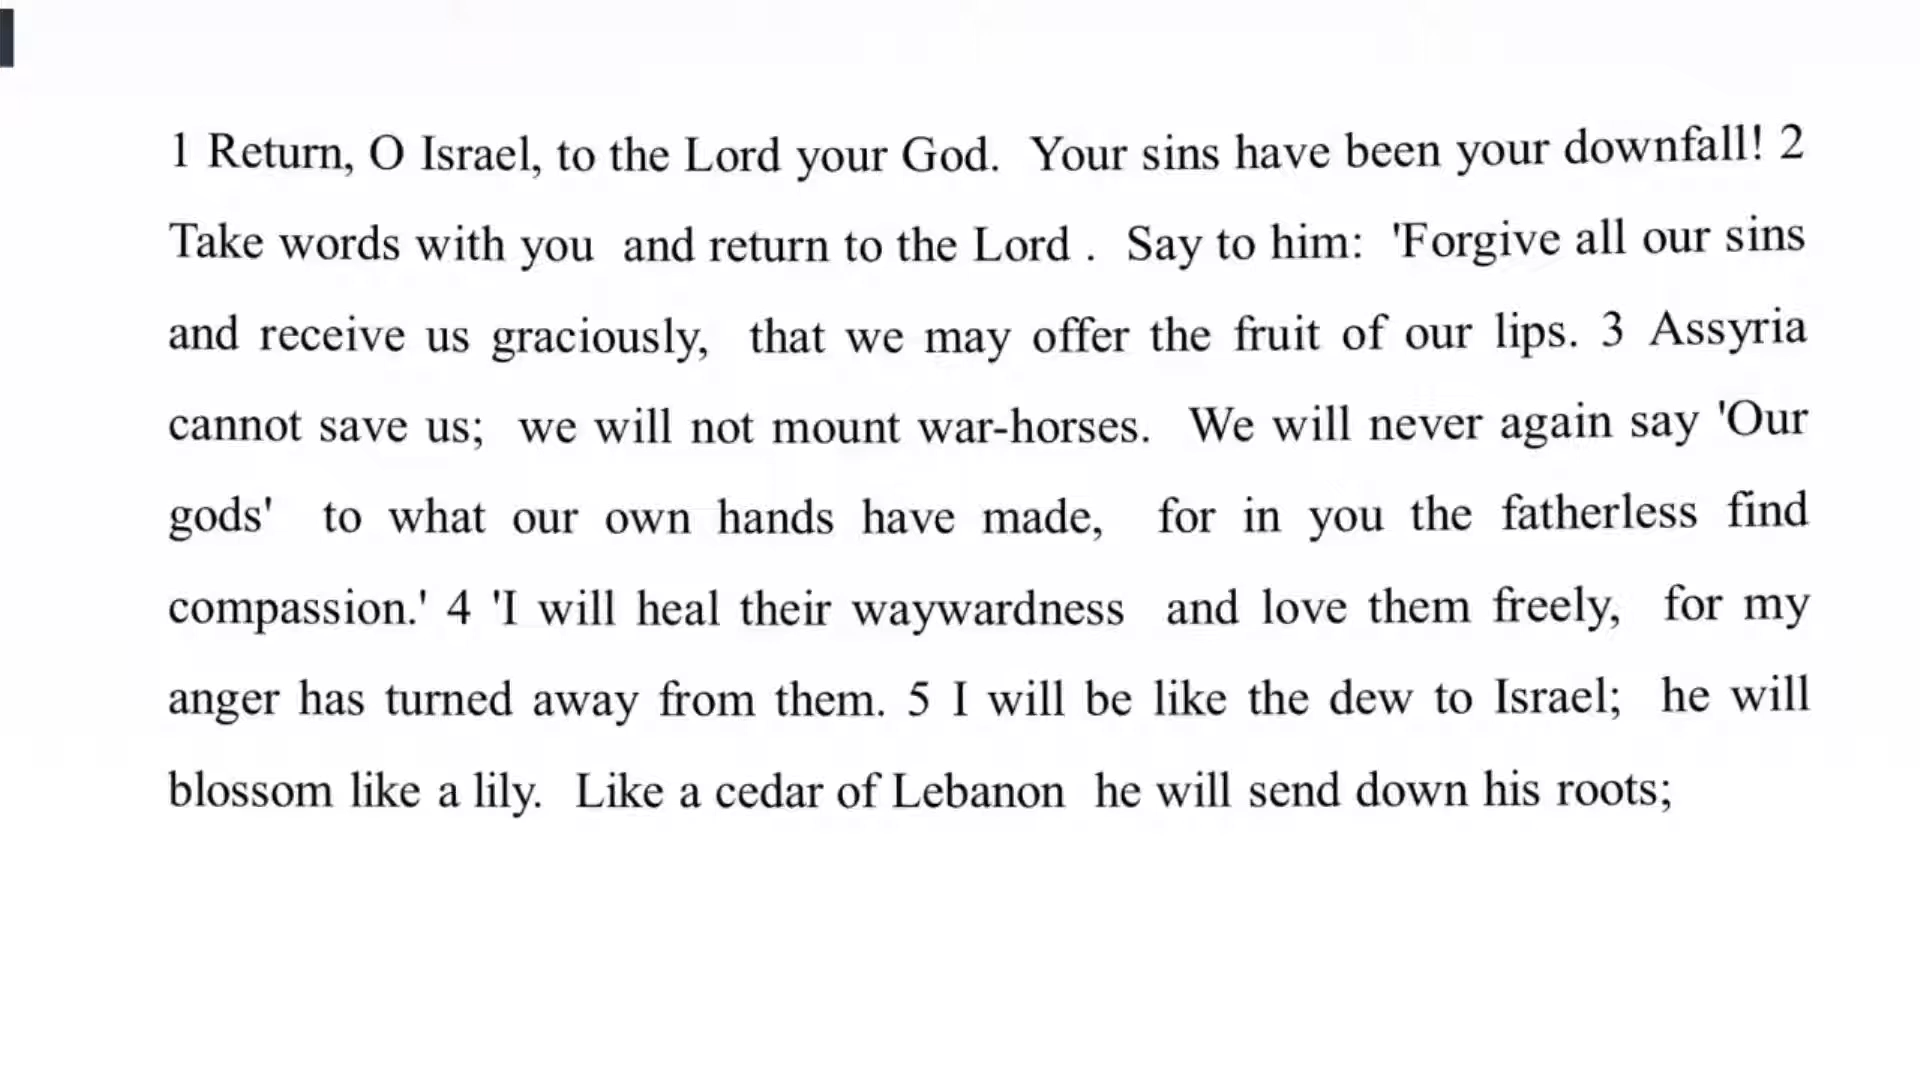 1 Return, O Israel, to the Lord your God.  Your sins have been your downfall! 2
Take words with you  and return to the Lord .  Say to him:  'Forgive all our sins
and receive us graciously,  that we may offer the fruit of our lips. 3 Assyria
cannot save us;  we will not mount war-horses.  We will never again say 'Our
gods'  to what our own hands have made,  for in you the fatherless find
compassion.' 4 'I will heal their waywardness  and love them freely,  for my
anger has turned away from them. 5 I will be like the dew to Israel;  he will
blossom like a lily.  Like a cedar of Lebanon  he will send down his roots;